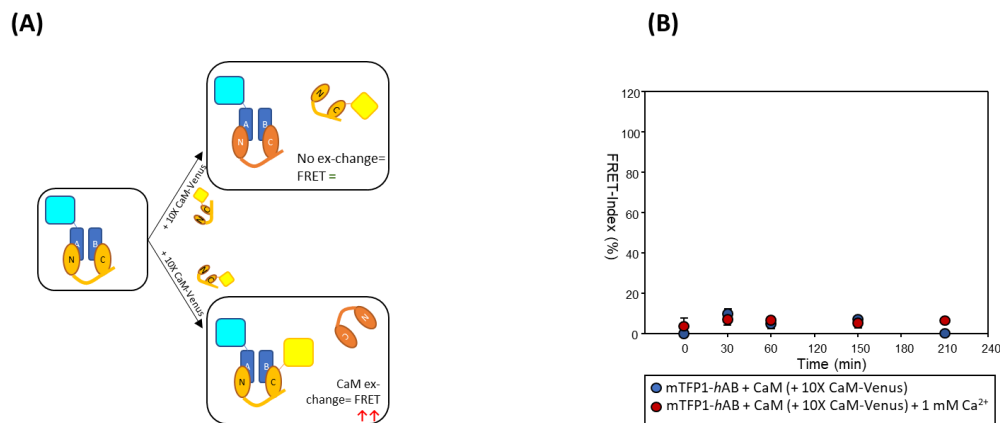 (A)
(B)
A
B
N
C
No ex-change=
FRET =
N
C
+ 10X CaM-Venus
N
C
A
B
N
C
+ 10X CaM-Venus
N
C
A
B
N
C
N
C
CaM ex-
change= FRET
↑↑
FRET-Index (%)
120
100
80
60
40
20
0
0 30 60 90 120 150 180 210 240
Time (min)
mTFP1-hAB + CaM (+ 10X CaM-Venus)
mTFP1-hAB + CaM (+ 10X CaM-Venus) + 1 mM Ca²⁺